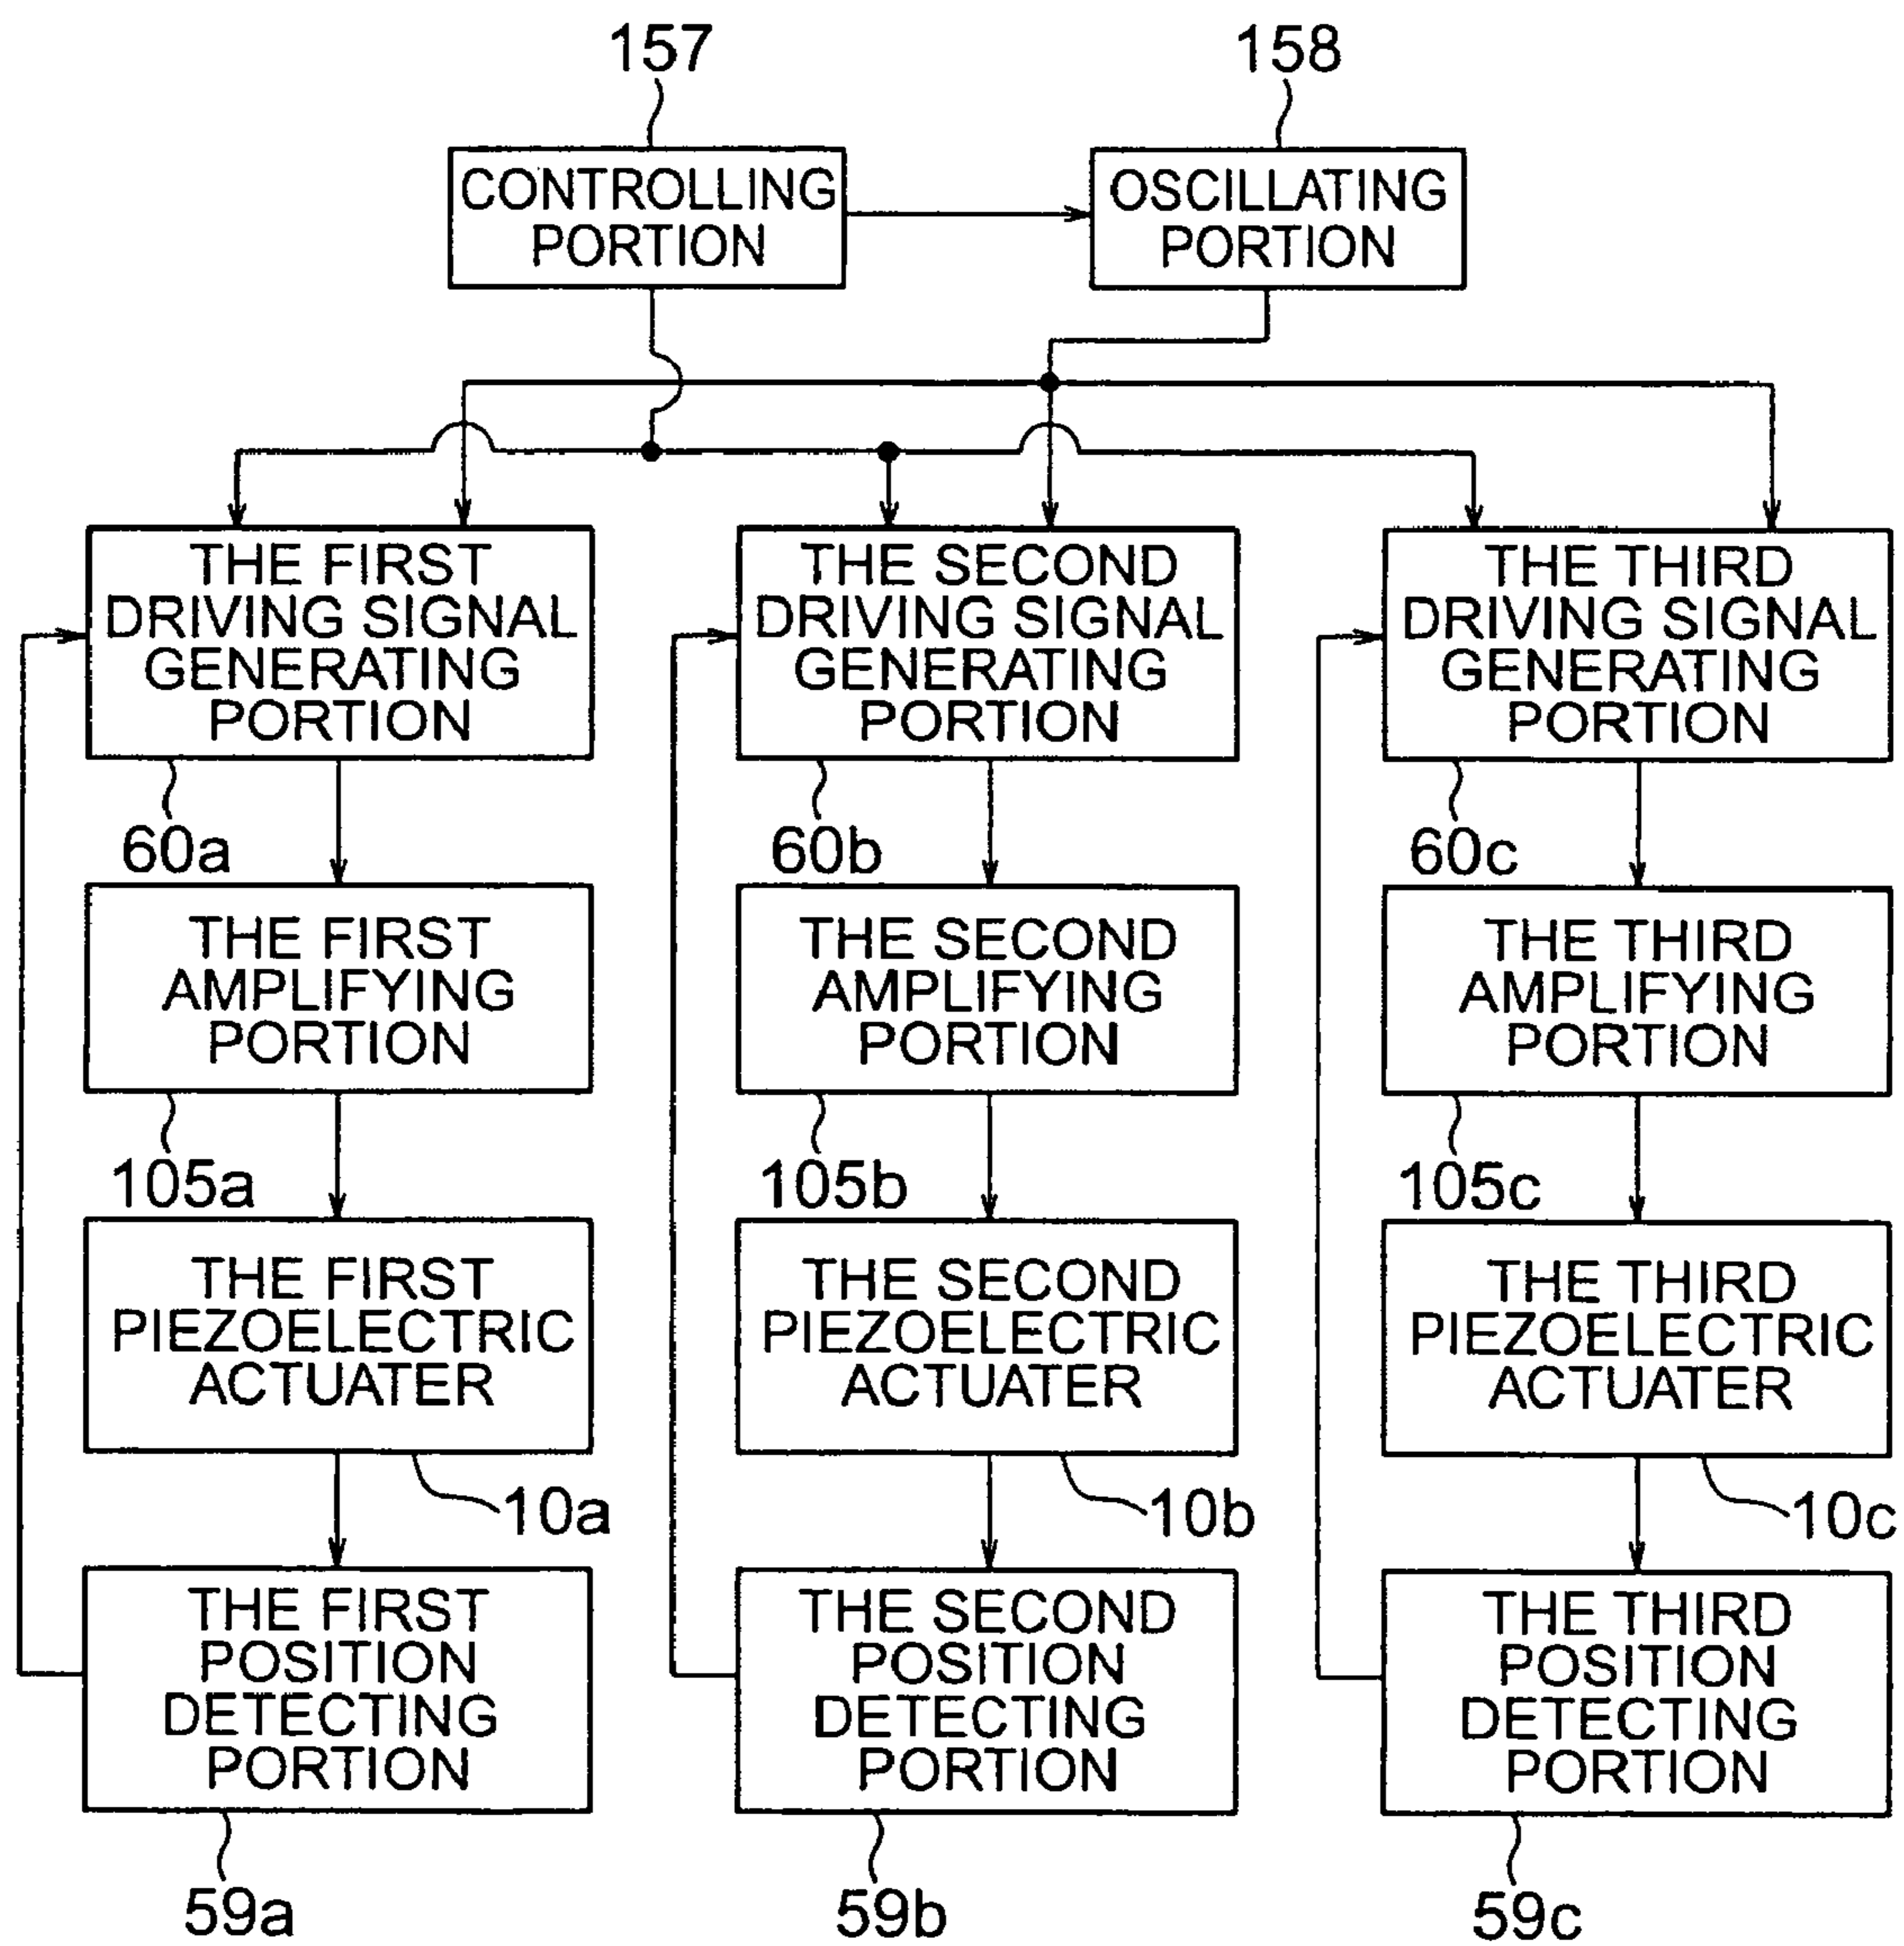 157
158
CONTROLLING
PORTION
OSCILLATING
PORTION
THE FIRST
DRIVING SIGNAL
GENERATING
PORTION
THE SECOND
DRIVING SIGNAL
GENERATING
PORTION
THE THIRD
DRIVING SIGNAL
GENERATING
PORTION
60a
60b
60c
THE FIRST
AMPLIFYING
PORTION
THE SECOND
AMPLIFYING
PORTION
THE THIRD
AMPLIFYING
PORTION
105a
105b
105c
THE FIRST
PIEZOELECTRIC
ACTUATER
THE SECOND
PIEZOELECTRIC
ACTUATER
THE THIRD
PIEZOELECTRIC
ACTUATER
10a
10b
10c
THE FIRST
POSITION
DETECTING
PORTION
THE SECOND
POSITION
DETECTING
PORTION
THE THIRD
POSITION
DETECTING
PORTION
59a
59b
59c